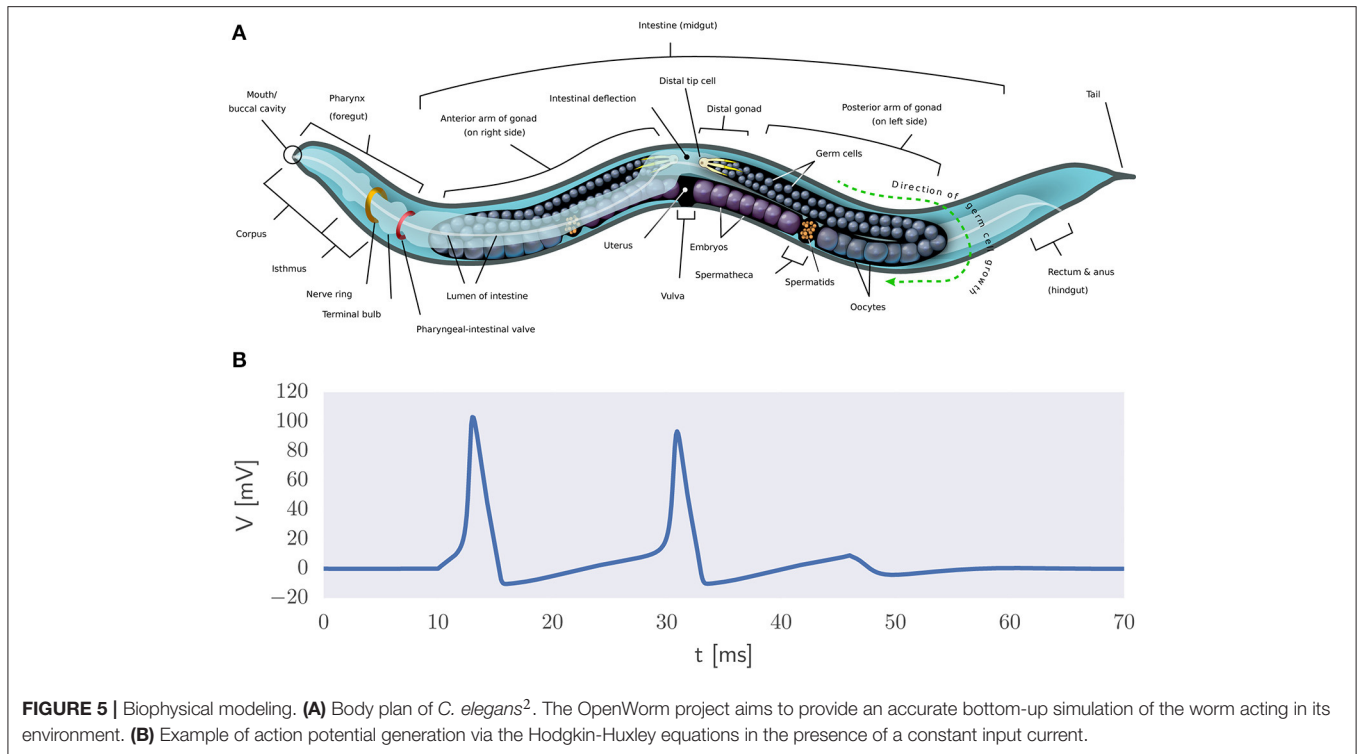 A
Intestine (midgut)
Distal tip cell
Mouth/
buccal cavity
Pharynx
(foregut)
Intestinal deflection
Distal gonad
Tail
Anterior arm of gonad
(on right side)
Posterior arm of gonad
(on left side)
Germ cells
Direction of germ cell growth
Corpus
Isthmus
Nerve ring
Terminal bulb
Lumen of intestine
Pharyngeal-intestinal valve
Uterus
Vulva
Embryos
Spermatheca
Spermatids
Oocytes
Rectum & anus
(hindgut)
B
120
100
80
60
40
20
0
−20
V [mV]
0 10 20 30 40 50 60 70
t [ms]
FIGURE 5 | Biophysical modeling. (A) Body plan of C. elegans². The OpenWorm project aims to provide an accurate bottom-up simulation of the worm acting in its
environment. (B) Example of action potential generation via the Hodgkin-Huxley equations in the presence of a constant input current.